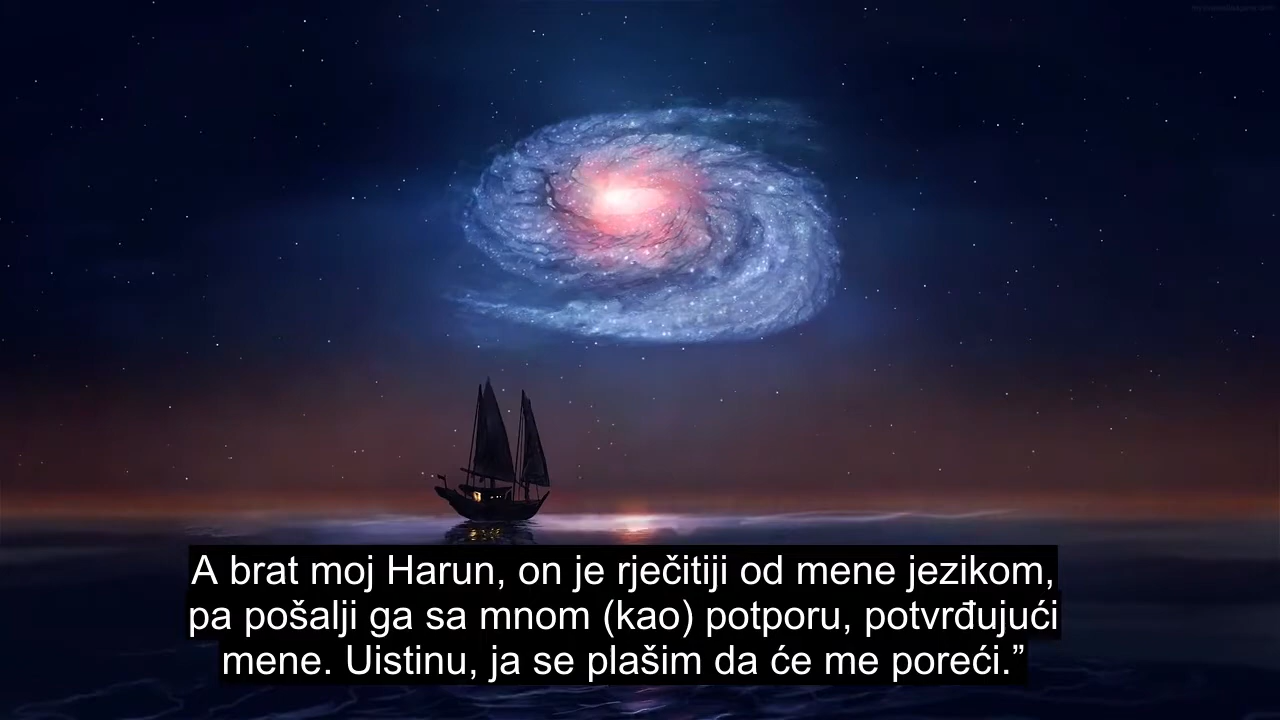 A brat moj Harun, on je rječitiji od mene jezikom,
pa pošalji ga sa mnom (kao) potporu, potvrđujući
mene. Uistinu, ja se plašim da će me poreći.”